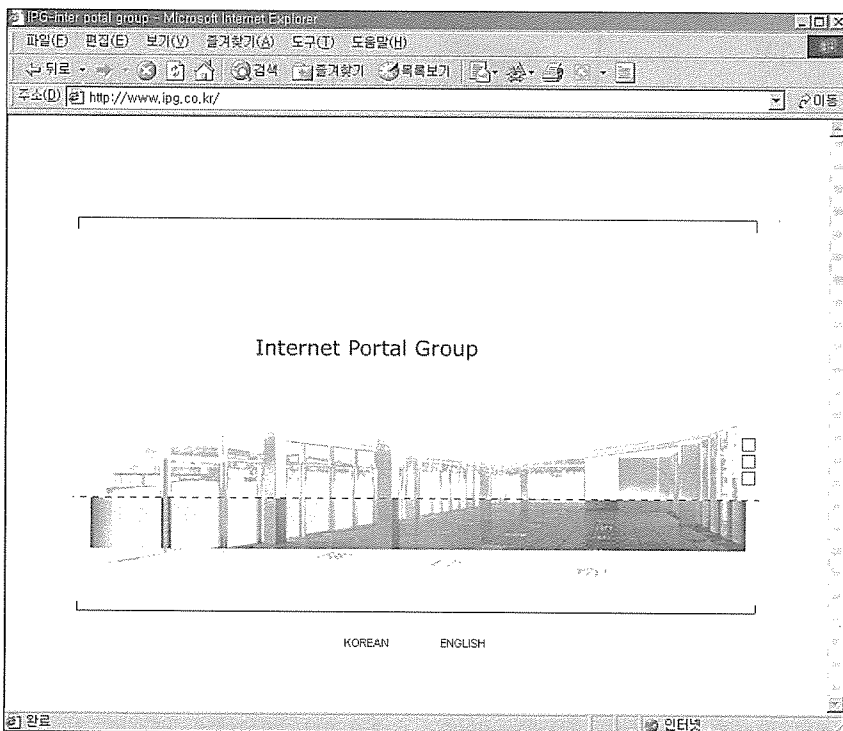 IPG-inter potal group - Microsoft Internet Explorer
파일(F) 편집(E) 보기(V) 즐겨찾기(A) 도구(T) 도움말(H)
뒤로 검색 즐겨찾기 목록보기
주소(D) http://www.ipg.co.kr/ 이동
Internet Portal Group
KOREAN ENGLISH
완료 인터넷